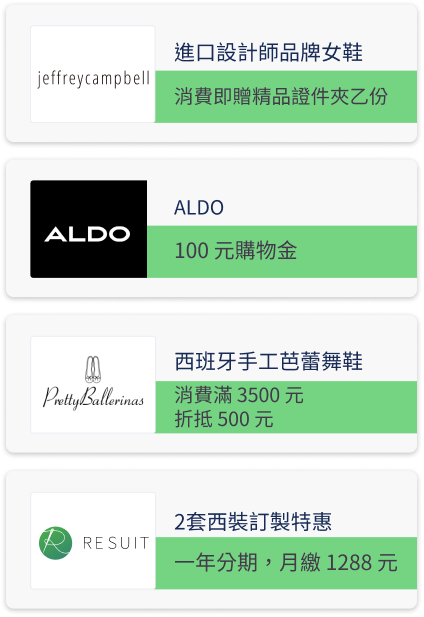 jeffreycampbell
進口設計師品牌女鞋
消費即贈精品證件夾乙份
ALDO
ALDO
100 元購物金
PrettyBallerinas
西班牙手工芭蕾舞鞋
消費滿 3500 元
折抵 500 元
R RESUIT
2套西裝訂製特惠
一年分期，月繳 1288 元